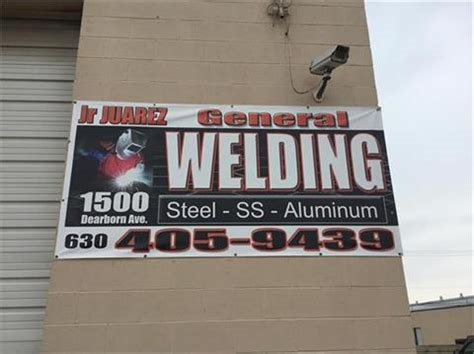 Jr JUAREZ General
WELDING
1500
Dearborn Ave.
Steel - SS - Aluminum
630 405-9439